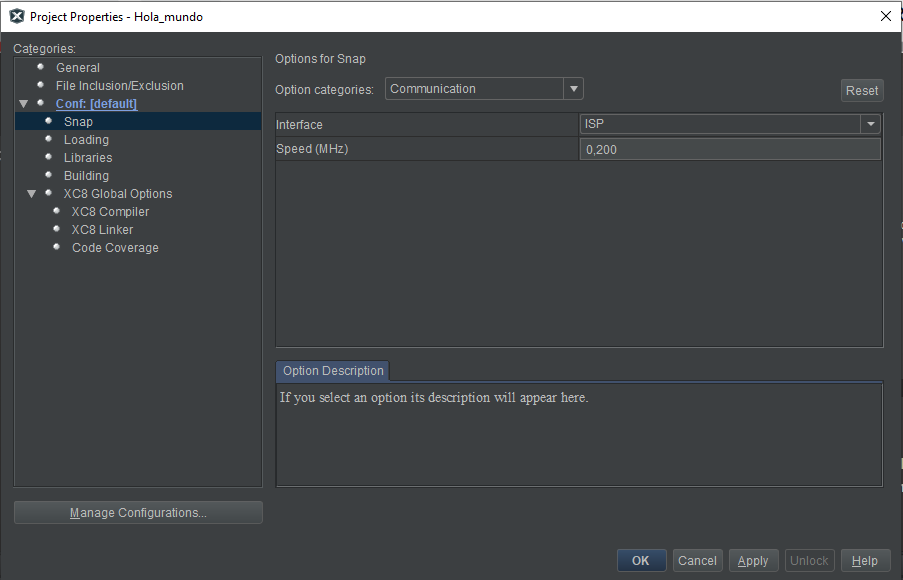 Project Properties - Hola_mundo
Categories:
General
File Inclusion/Exclusion
Conf: [default]
Snap
Loading
Libraries
Building
XC8 Global Options
XC8 Compiler
XC8 Linker
Code Coverage
Manage Configurations...
Options for Snap
Option categories: Communication Reset
Interface ISP
Speed (MHz) 0,200
Option Description
If you select an option its description will appear here.
OK Cancel Apply Unlock Help